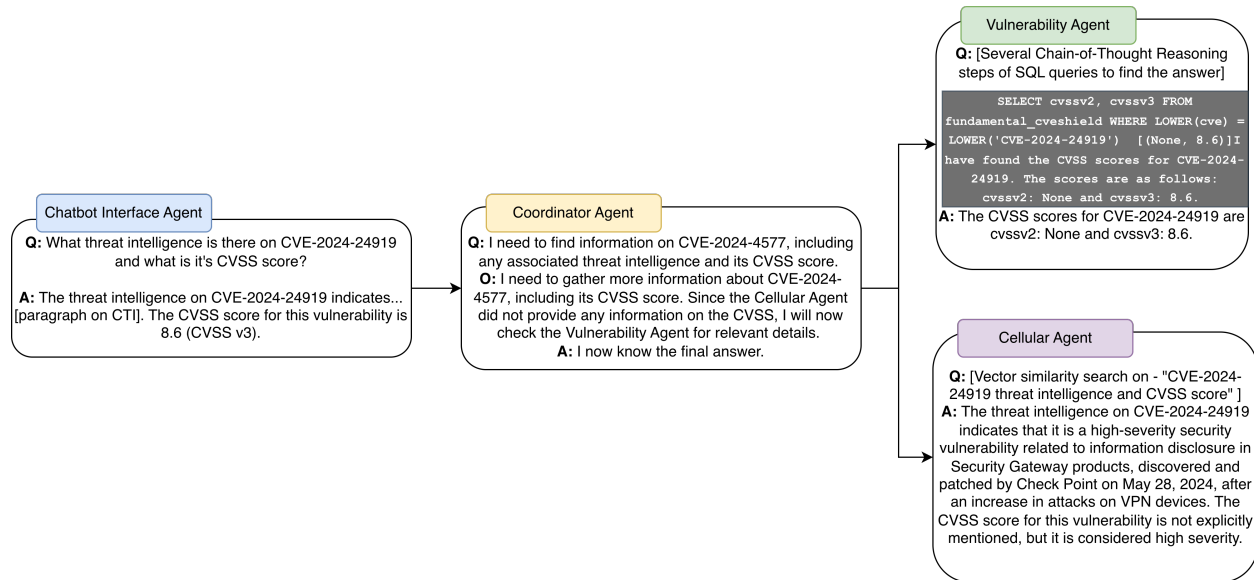 Chatbot Interface Agent
Q: What threat intelligence is there on CVE-2024-24919
and what is it's CVSS score?
A: The threat intelligence on CVE-2024-24919 indicates...
[paragraph on CTI]. The CVSS score for this vulnerability is
8.6 (CVSS v3).
Coordinator Agent
Q: I need to find information on CVE-2024-4577, including
any associated threat intelligence and its CVSS score.
O: I need to gather more information about CVE-2024-
4577, including its CVSS score. Since the Cellular Agent
did not provide any information on the CVSS, I will now
check the Vulnerability Agent for relevant details.
A: I now know the final answer.
Vulnerability Agent
Q: [Several Chain-of-Thought Reasoning
steps of SQL queries to find the answer]
SELECT cvssv2, cvssv3 FROM
fundamental_cveshield WHERE LOWER(cve) =
LOWER('CVE-2024-24919') [(None, 8.6)]I
have found the CVSS scores for CVE-2024-
24919. The scores are as follows:
cvssv2: None and cvssv3: 8.6.
A: The CVSS scores for CVE-2024-24919 are
cvssv2: None and cvssv3: 8.6.
Cellular Agent
Q: [Vector similarity search on - "CVE-2024-
24919 threat intelligence and CVSS score" ]
A: The threat intelligence on CVE-2024-24919
indicates that it is a high-severity security
vulnerability related to information disclosure in
Security Gateway products, discovered and
patched by Check Point on May 28, 2024, after
an increase in attacks on VPN devices. The
CVSS score for this vulnerability is not explicitly
mentioned, but it is considered high severity.